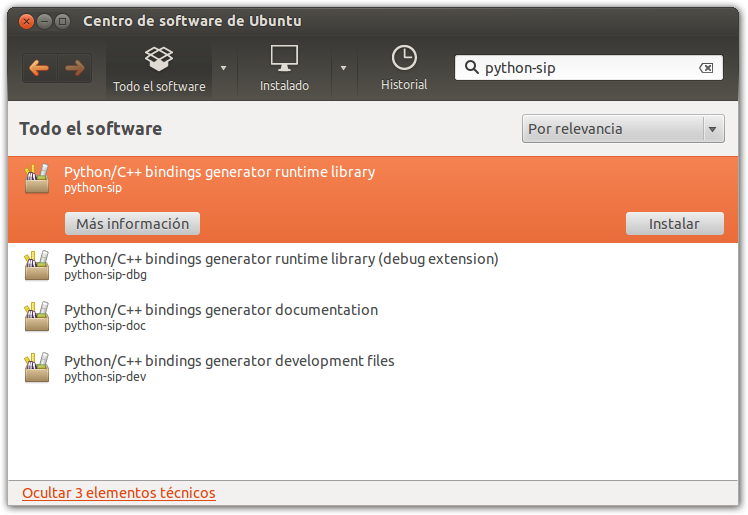 Centro de software de Ubuntu
Todo el software
Instalado
Historial
python-sip
Todo el software
Por relevancia
Python/C++ bindings generator runtime library
python-sip
Más información
Instalar
Python/C++ bindings generator runtime library (debug extension)
python-sip-dbg
Python/C++ bindings generator documentation
python-sip-doc
Python/C++ bindings generator development files
python-sip-dev
Ocultar 3 elementos técnicos